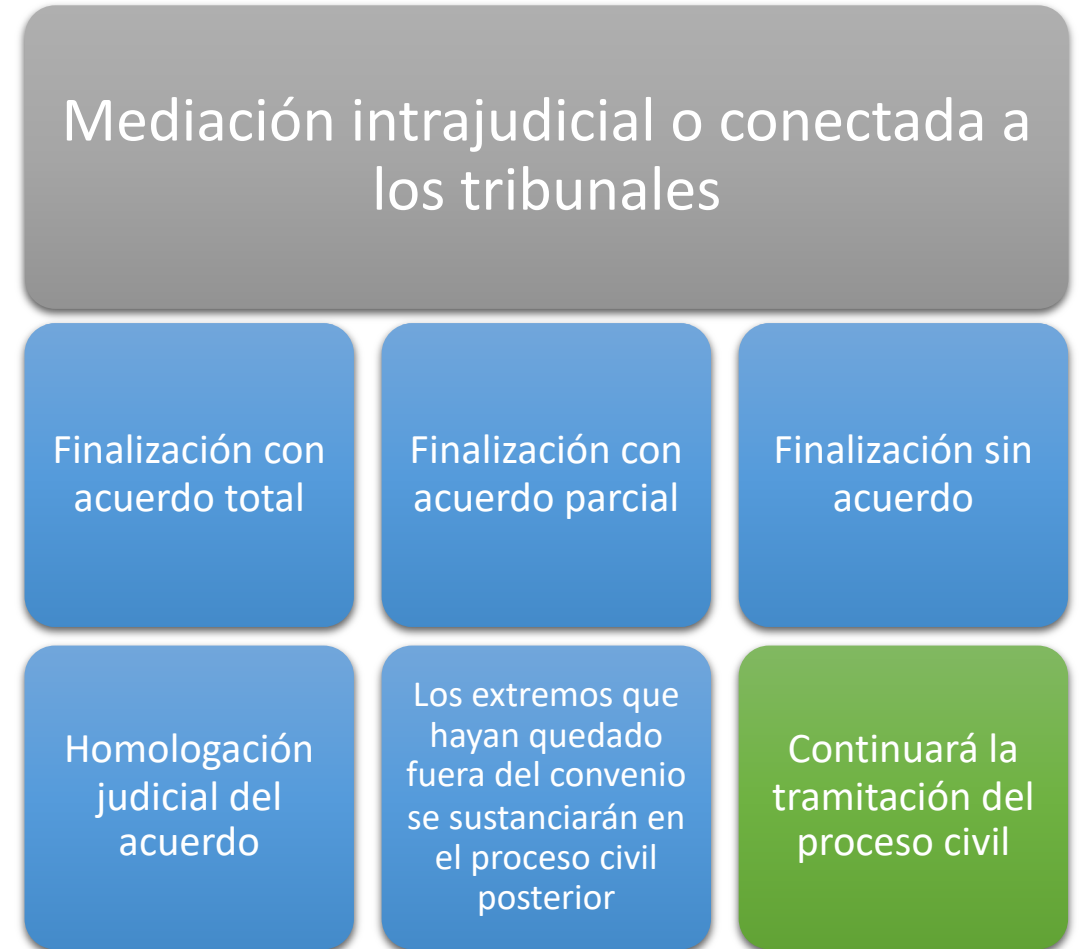 Mediación intrajudicial o conectada a
los tribunales
Finalización con
acuerdo total
Finalización con
acuerdo parcial
Finalización sin
acuerdo
Homologación
judicial del
acuerdo
Los extremos que
hayan quedado
fuera del convenio
se sustanciarán en
el proceso civil
posterior
Continuará la
tramitación del
proceso civil